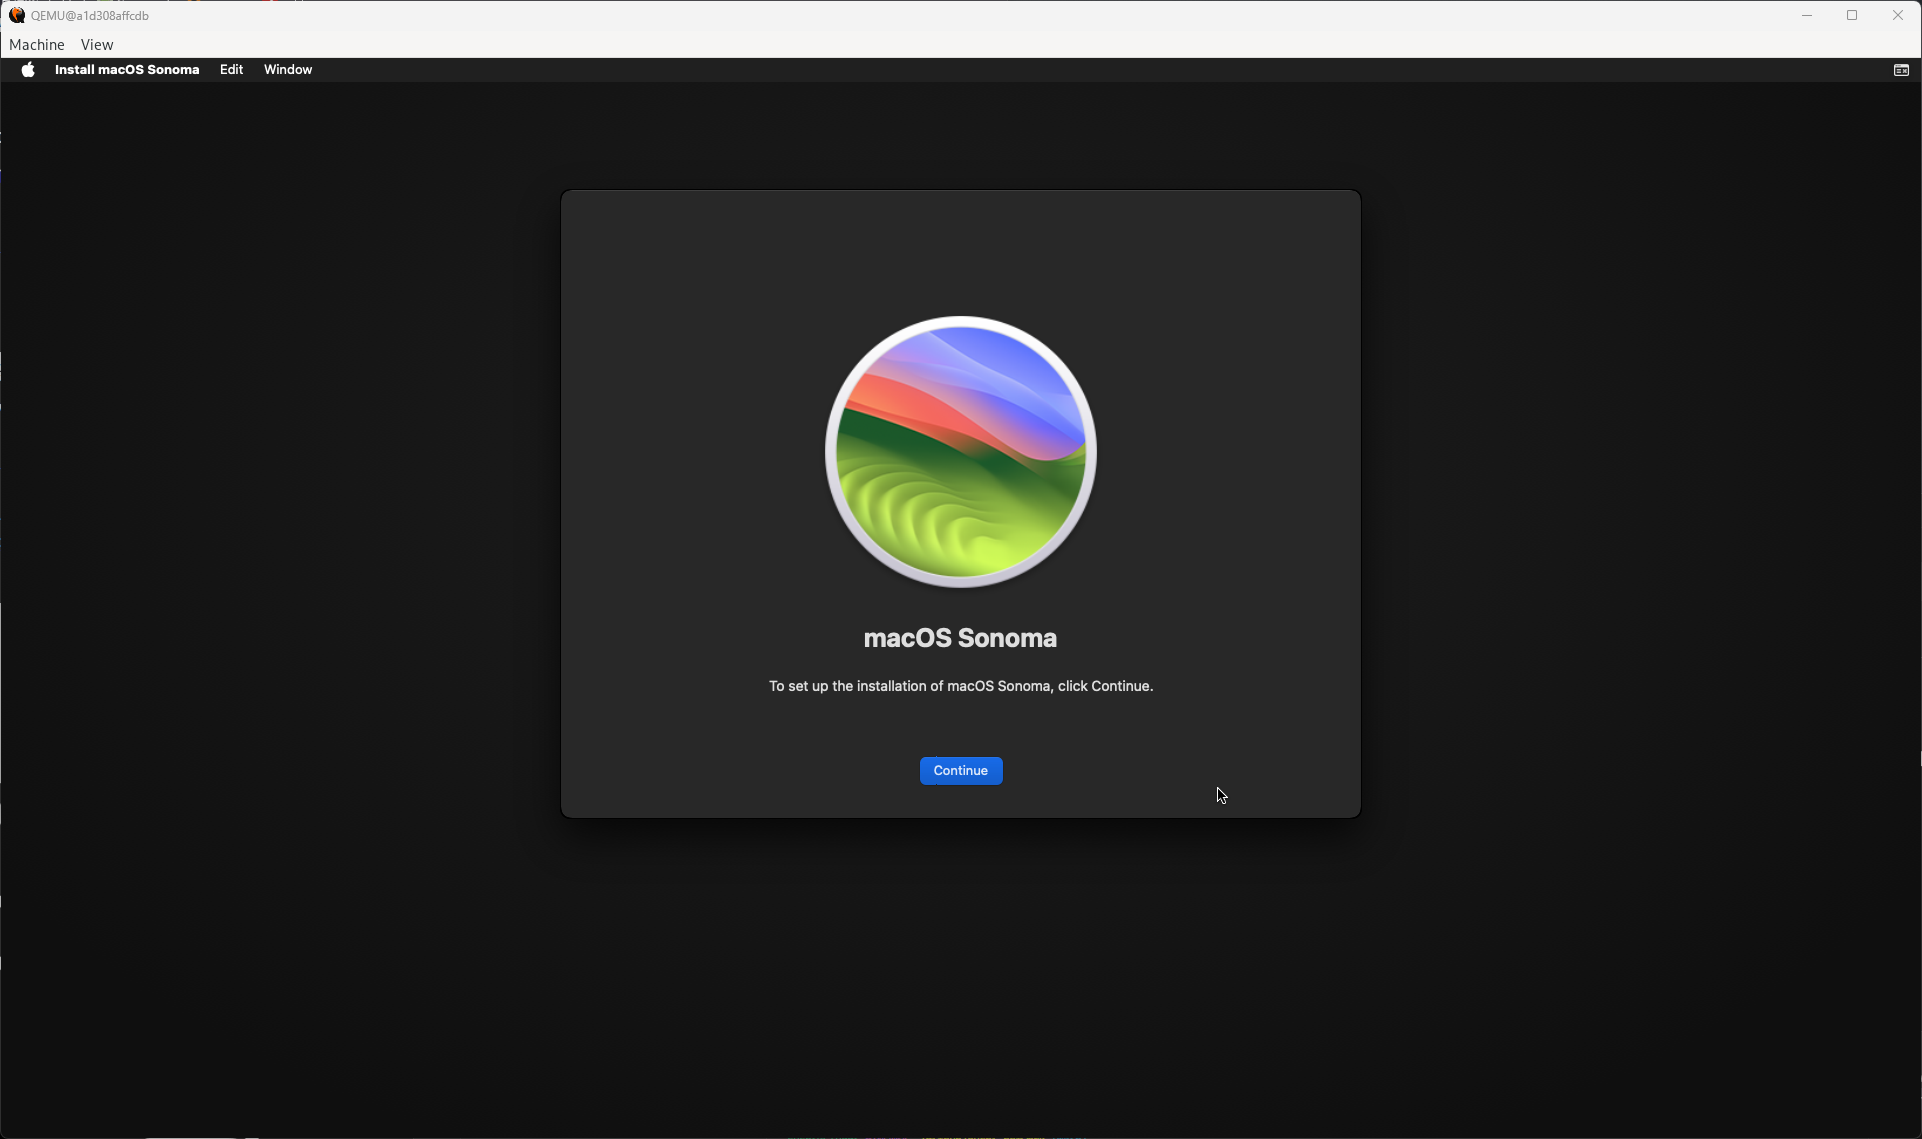 QEMU@a1d308affcdb
Machine View
Install macOS Sonoma Edit Window
macOS Sonoma
To set up the installation of macOS Sonoma, click Continue.
Continue